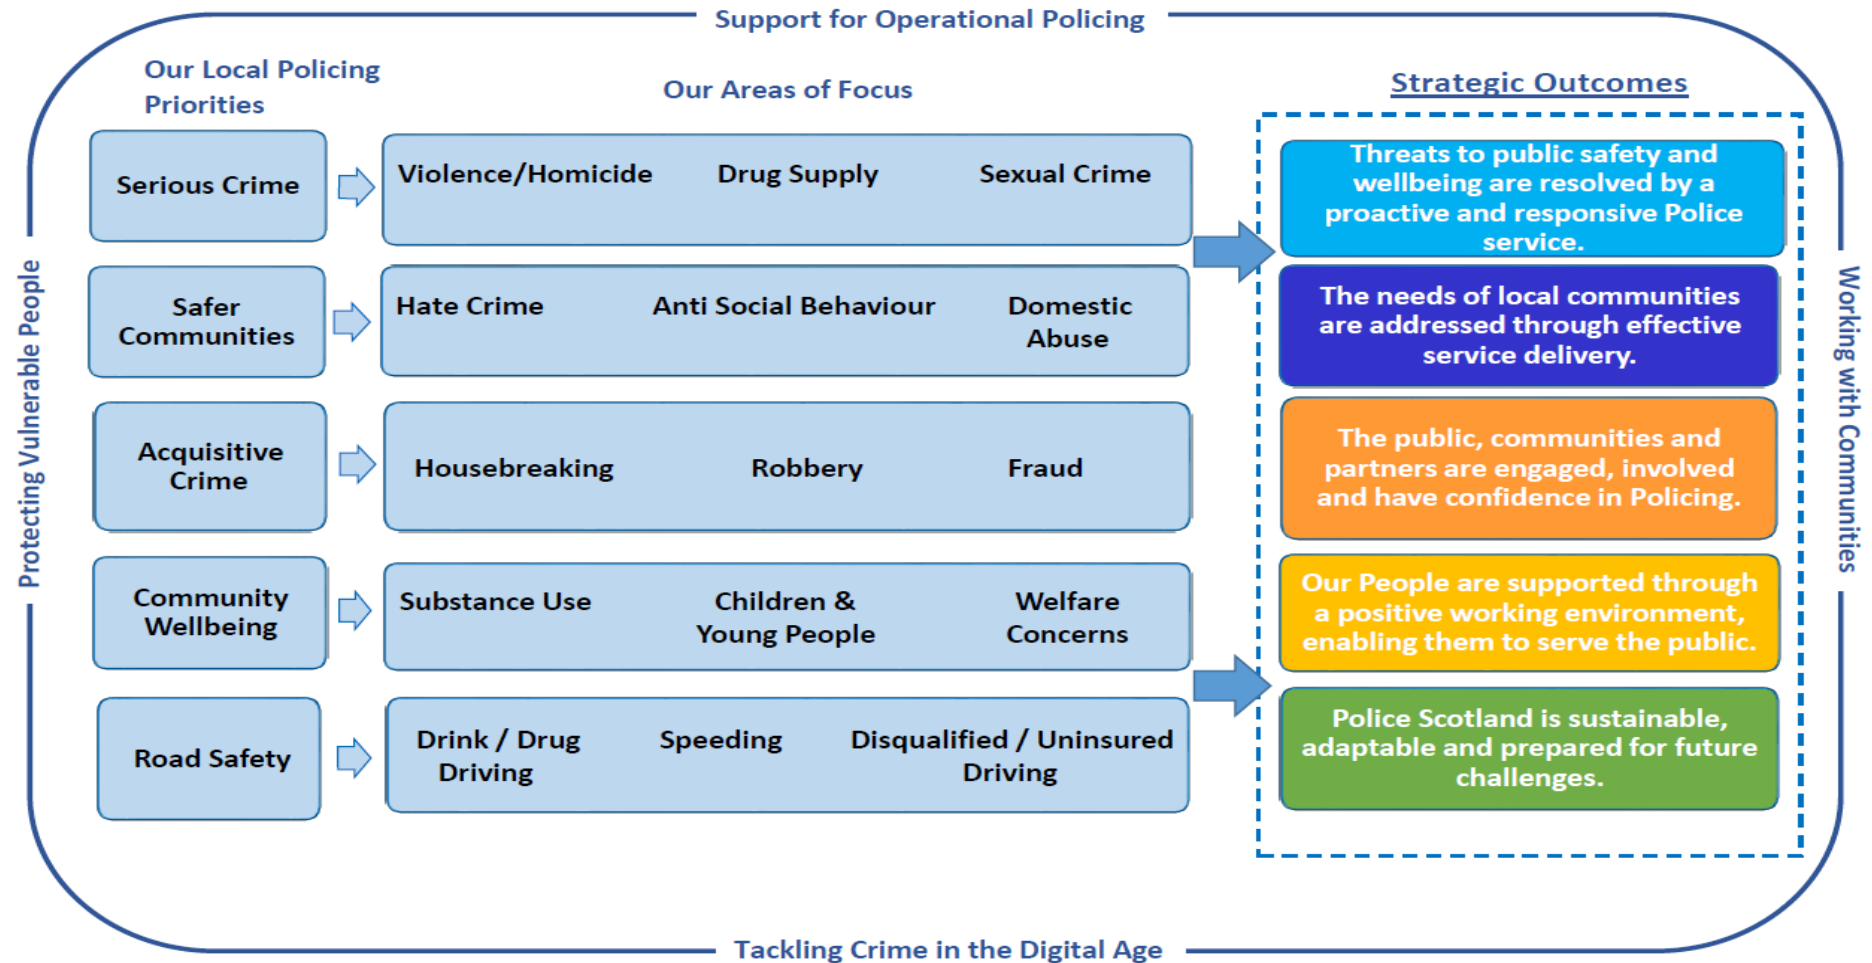 Support for Operational Policing
Our Local Policing
Priorities
Our Areas of Focus
Strategic Outcomes
Serious Crime
Violence/Homicide
Drug Supply
Sexual Crime
Safer
Communities
Hate Crime
Anti Social Behaviour
Domestic
Abuse
Acquisitive
Crime
Housebreaking
Robbery
Fraud
Community
Wellbeing
Substance Use
Children &
Young People
Welfare
Concerns
Road Safety
Drink / Drug
Driving
Speeding
Disqualified / Uninsured
Driving
Threats to public safety and
wellbeing are resolved by a
proactive and responsive Police
service.
The needs of local communities
are addressed through effective
service delivery.
The public, communities and
partners are engaged, involved
and have confidence in Policing.
Our People are supported through
a positive working environment,
enabling them to serve the public.
Police Scotland is sustainable,
adaptable and prepared for future
challenges.
Protecting Vulnerable People
Working with Communities
Tackling Crime in the Digital Age